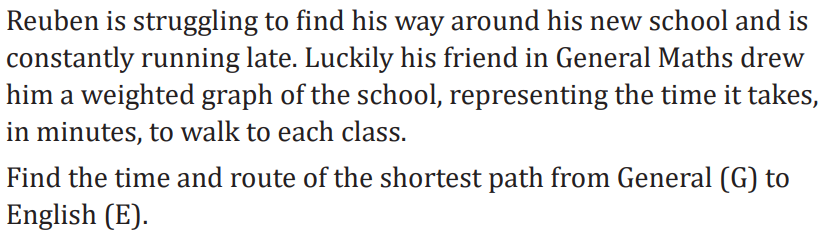 Reuben is struggling to find his way around his new school and is
constantly running late. Luckily his friend in General Maths drew
him a weighted graph of the school, representing the time it takes,
in minutes, to walk to each class.
Find the time and route of the shortest path from General (G) to
English (E).